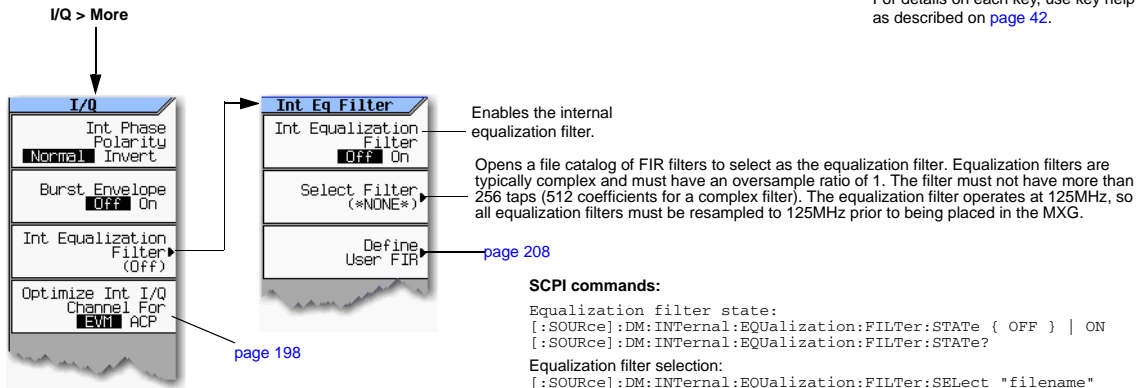 For details on each key, use key help
as described on page 42.
I/Q > More
I/Q
Int Phase
Polarity
Normal Invert
Burst Envelope
Off On
Int Equalization
Filter
(Off)
Optimize Int I/Q
Channel For
EVM ACP
page 198
Int Eq Filter
Int Equalization
Filter
Off On
Select Filter
(*NONE*)
Define
User FIR
Enables the internal
equalization filter.
Opens a file catalog of FIR filters to select as the equalization filter. Equalization filters are
typically complex and must have an oversample ratio of 1. The filter must not have more than
256 taps (512 coefficients for a complex filter). The equalization filter operates at 125MHz, so
all equalization filters must be resampled to 125MHz prior to being placed in the MXG.
page 208
SCPI commands:
Equalization filter state:
[:SOURce]:DM:INTernal:EQUalization:FILTer:STATe { OFF } | ON
[:SOURce]:DM:INTernal:EQUalization:FILTer:STATe?
Equalization filter selection:
[:SOURce]:DM:INTernal:EQUalization:FILTer:SELect "filename"